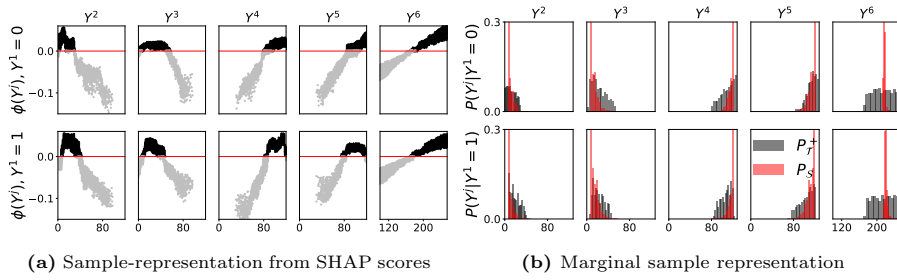 Y² Y³ Y⁴ Y⁵ Y⁶
ϕ(Yʲ), Y¹ = 0
0.0
−0.1
ϕ(Yʲ), Y¹ = 1
0.0
−0.1
0 80 0 80 0 80 0 80 120 200
(a) Sample-representation from SHAP scores
Y² Y³ Y⁴ Y⁵ Y⁶
P(Yʲ|Y¹ = 0)
0.3
0.0
P(Yʲ|Y¹ = 1)
0.3
0.0
P_𝒯⁺
P_𝒮
0 80 0 80 0 80 0 80 200
(b) Marginal sample representation